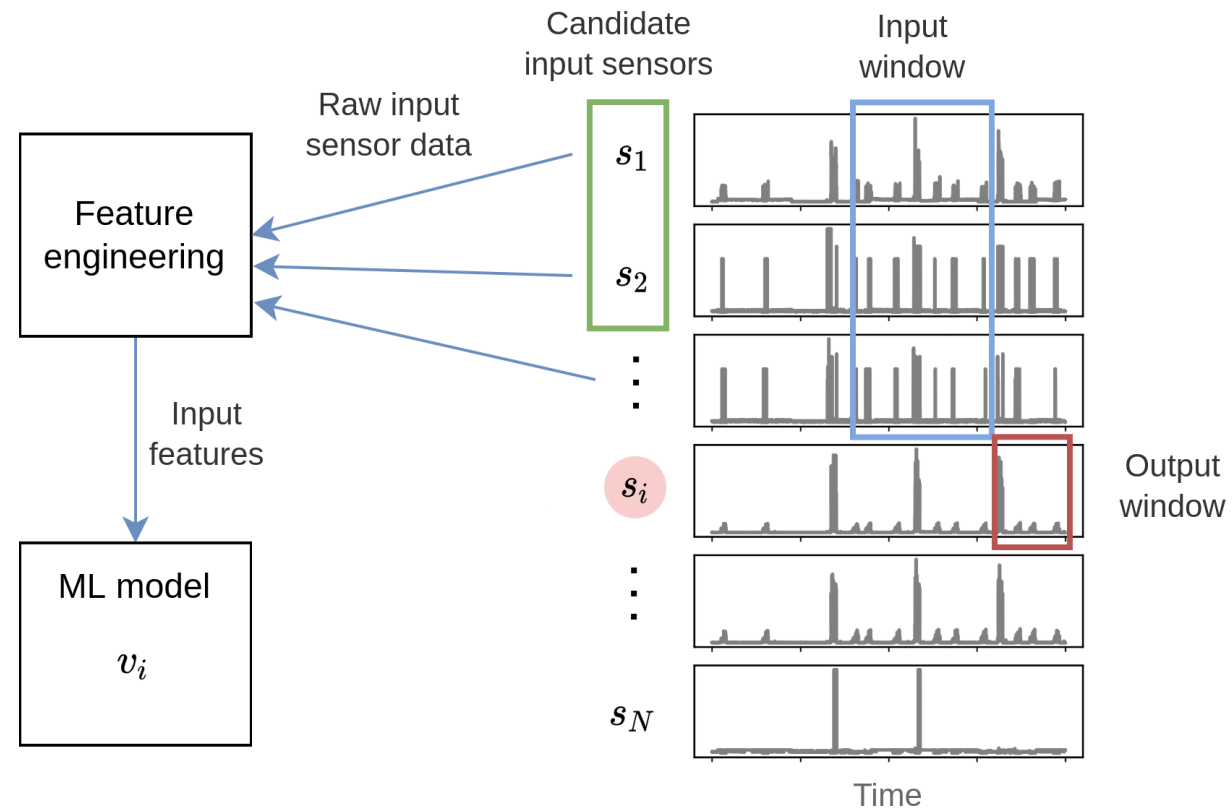 Candidate
input sensors
Input
window
Raw input
sensor data
s1
Feature
engineering
s2
Input
features
si
Output
window
ML model
vi
sN
Time